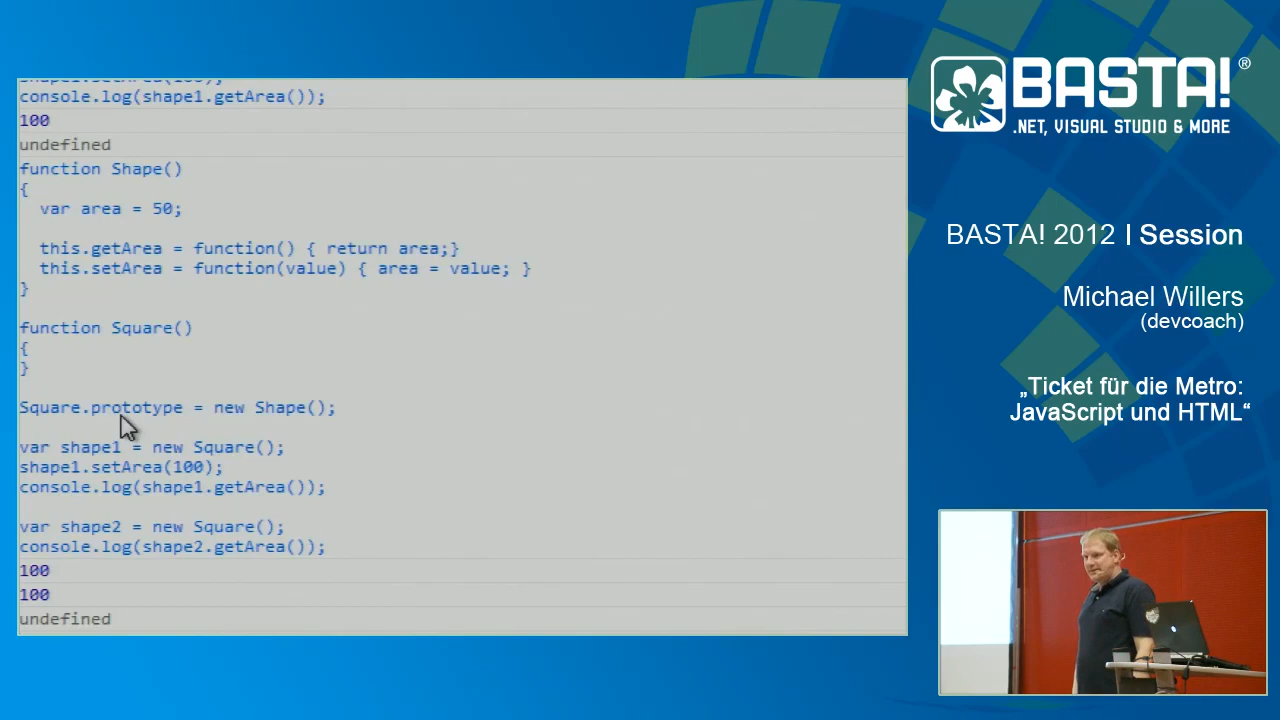 console.log(shape1.getArea());
100
undefined
function Shape()
{
  var area = 50;

  this.getArea = function() { return area;}
  this.setArea = function(value) { area = value; }
}

function Square()
{
}

Square.prototype = new Shape();

var shape1 = new Square();
shape1.setArea(100);
console.log(shape1.getArea());

var shape2 = new Square();
console.log(shape2.getArea());
100
100
undefined
BASTA!®
.NET, VISUAL STUDIO & MORE
BASTA! 2012 I Session
Michael Willers
(devcoach)
„Ticket für die Metro:
JavaScript und HTML“